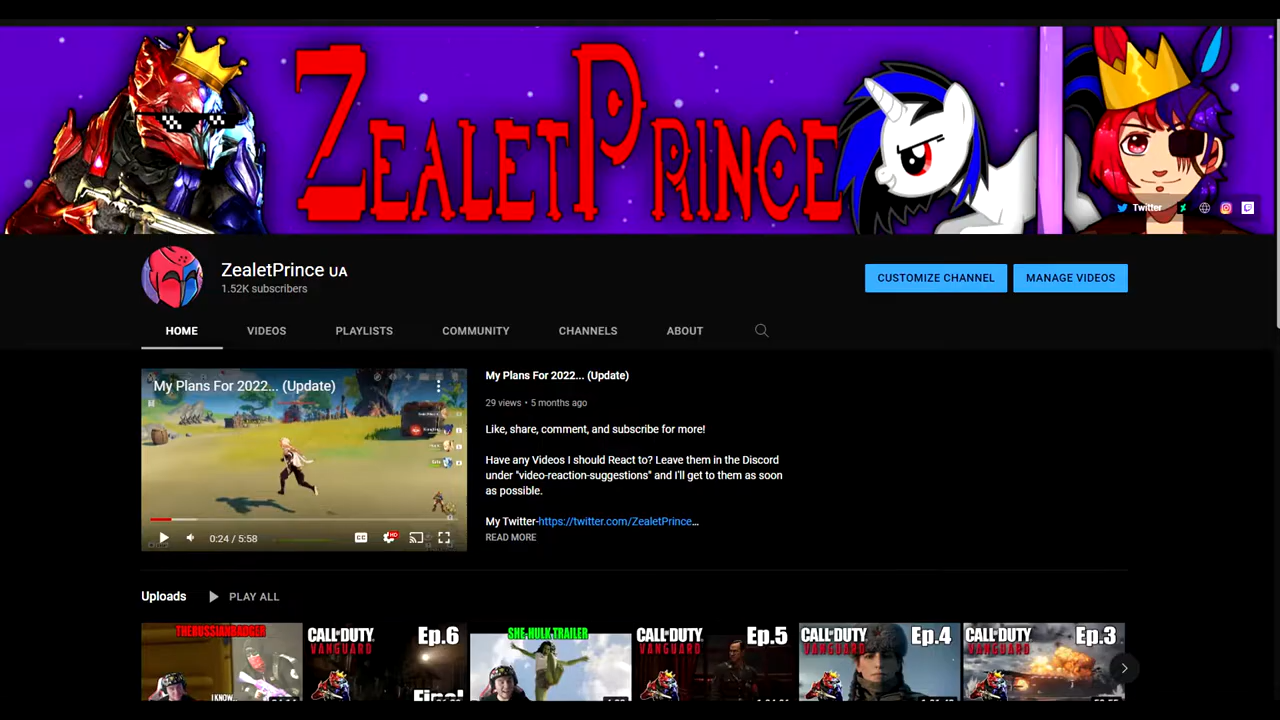 ZEALETPRINCE
Twitter
ZealetPrince UA
1.52K subscribers
CUSTOMIZE CHANNEL
MANAGE VIDEOS
HOME
VIDEOS
PLAYLISTS
COMMUNITY
CHANNELS
ABOUT
My Plans For 2022... (Update)
0:24 / 5:58
CC
HD
My Plans For 2022... (Update)
29 views • 5 months ago
Like, share, comment, and subscribe for more!
Have any Videos I should React to? Leave them in the Discord
under "video-reaction-suggestions" and I'll get to them as soon
as possible.
My Twitter-https://twitter.com/ZealetPrince...
READ MORE
Uploads
PLAY ALL
THERUSSIANBADGER
I KNOW...
CALL OF DUTY
VANGUARD
Ep.6
Final
SHE-HULK TRAILER
CALL OF DUTY
VANGUARD
Ep.5
CALL OF DUTY
VANGUARD
Ep.4
CALL OF DUTY
VANGUARD
Ep.3